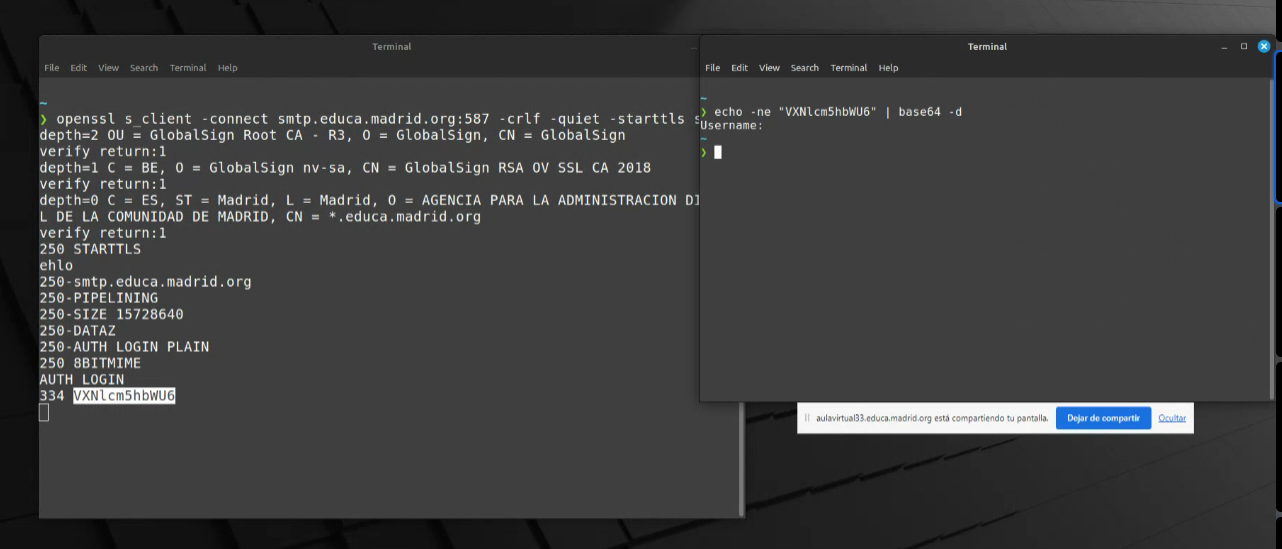 Terminal
File Edit View Search Terminal Help
~
❯ openssl s_client -connect smtp.educa.madrid.org:587 -crlf -quiet -starttls s
depth=2 OU = GlobalSign Root CA - R3, O = GlobalSign, CN = GlobalSign
verify return:1
depth=1 C = BE, O = GlobalSign nv-sa, CN = GlobalSign RSA OV SSL CA 2018
verify return:1
depth=0 C = ES, ST = Madrid, L = Madrid, O = AGENCIA PARA LA ADMINISTRACION DI
L DE LA COMUNIDAD DE MADRID, CN = *.educa.madrid.org
verify return:1
250 STARTTLS
ehlo
250-smtp.educa.madrid.org
250-PIPELINING
250-SIZE 15728640
250-DATAZ
250-AUTH LOGIN PLAIN
250 8BITMIME
AUTH LOGIN
334 VXNlcm5hbWU6
Terminal
File Edit View Search Terminal Help
~
❯ echo -ne "VXNlcm5hbWU6" | base64 -d
Username:
~
❯
aulavirtual33.educa.madrid.org está compartiendo tu pantalla.
Dejar de compartir
Ocultar